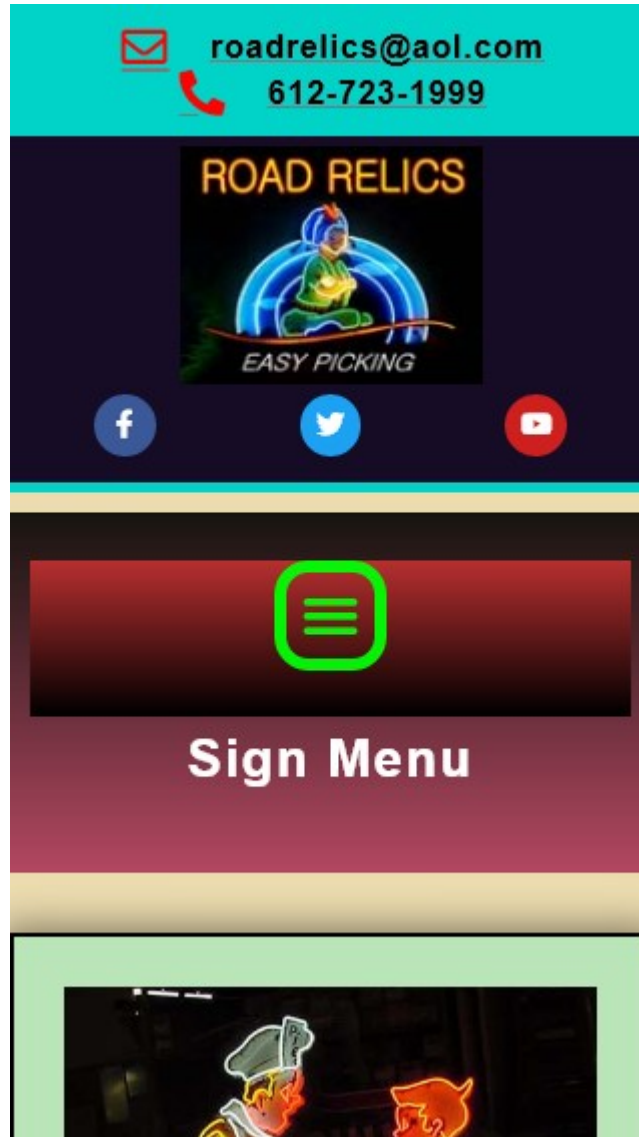 roadrelics@aol.com
612-723-1999
ROAD RELICS
EASY PICKING
Sign Menu